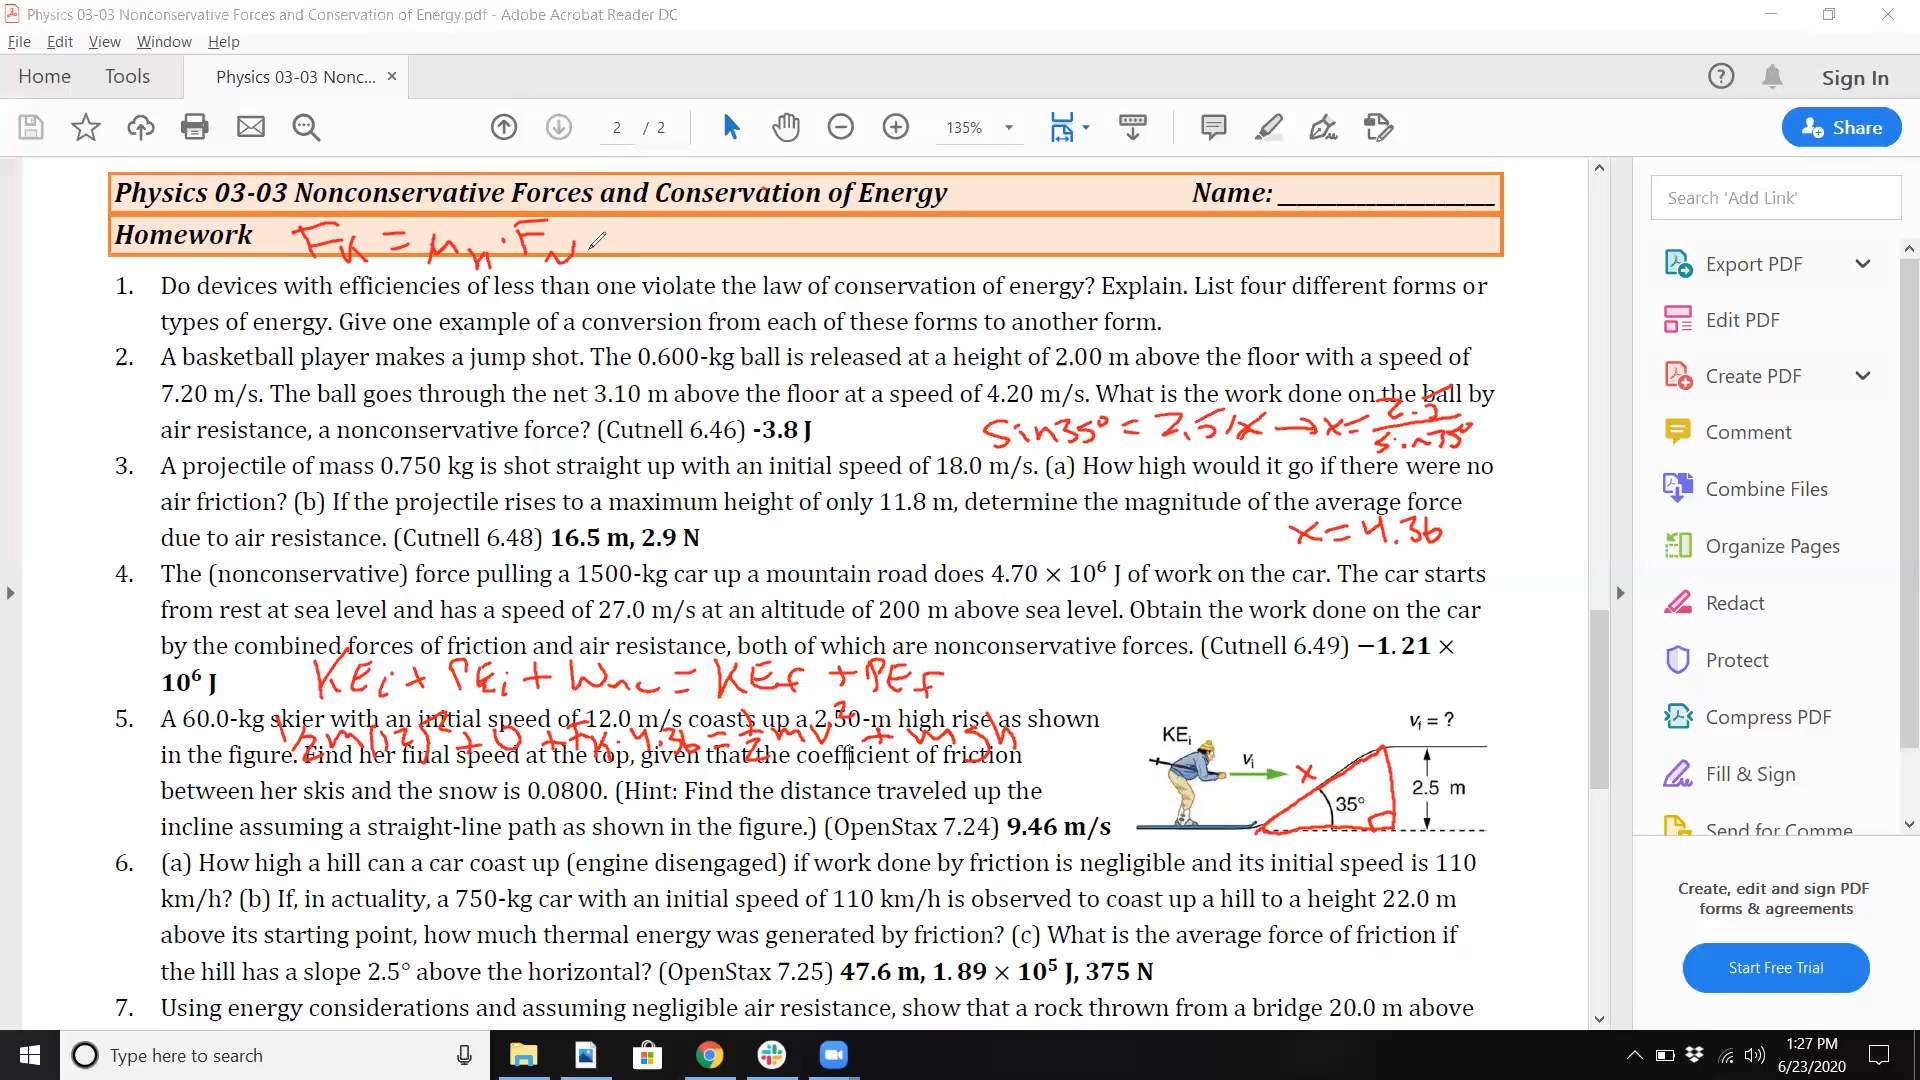 Physics 03-03 Nonconservative Forces and Conservation of Energy.pdf - Adobe Acrobat Reader DC
File Edit View Window Help
Home Tools Physics 03-03 Nonc... ×
Sign In
2 / 2
135%
Share
Physics 03-03 Nonconservative Forces and Conservation of Energy Name: ____________________
Homework
F_K = μ_K · F_N
1. Do devices with efficiencies of less than one violate the law of conservation of energy? Explain. List four different forms or
types of energy. Give one example of a conversion from each of these forms to another form.
2. A basketball player makes a jump shot. The 0.600-kg ball is released at a height of 2.00 m above the floor with a speed of
7.20 m/s. The ball goes through the net 3.10 m above the floor at a speed of 4.20 m/s. What is the work done on the ball by
air resistance, a nonconservative force? (Cutnell 6.46) -3.8 J
sin35° = 2.5/x → x = 2.5/sin35°
3. A projectile of mass 0.750 kg is shot straight up with an initial speed of 18.0 m/s. (a) How high would it go if there were no
air friction? (b) If the projectile rises to a maximum height of only 11.8 m, determine the magnitude of the average force
due to air resistance. (Cutnell 6.48) 16.5 m, 2.9 N
x = 4.36
4. The (nonconservative) force pulling a 1500-kg car up a mountain road does 4.70 × 10⁶ J of work on the car. The car starts
from rest at sea level and has a speed of 27.0 m/s at an altitude of 200 m above sea level. Obtain the work done on the car
by the combined forces of friction and air resistance, both of which are nonconservative forces. (Cutnell 6.49) −1.21 ×
10⁶ J
KEi + PEi + Wnc = KEf + PEf
5. A 60.0-kg skier with an initial speed of 12.0 m/s coasts up a 2.50-m high rise as shown
½m(12)² + 0 + Fk·4.36 = ½mv² + mgh
in the figure. Find her final speed at the top, given that the coefficient of friction
between her skis and the snow is 0.0800. (Hint: Find the distance traveled up the
incline assuming a straight-line path as shown in the figure.) (OpenStax 7.24) 9.46 m/s
KEi
vi
x
35°
vf = ?
2.5 m
6. (a) How high a hill can a car coast up (engine disengaged) if work done by friction is negligible and its initial speed is 110
km/h? (b) If, in actuality, a 750-kg car with an initial speed of 110 km/h is observed to coast up a hill to a height 22.0 m
above its starting point, how much thermal energy was generated by friction? (c) What is the average force of friction if
the hill has a slope 2.5° above the horizontal? (OpenStax 7.25) 47.6 m, 1.89 × 10⁵ J, 375 N
7. Using energy considerations and assuming negligible air resistance, show that a rock thrown from a bridge 20.0 m above
Search 'Add Link'
Export PDF
Edit PDF
Create PDF
Comment
Combine Files
Organize Pages
Redact
Protect
Compress PDF
Fill & Sign
Send for Comme
Create, edit and sign PDF
forms & agreements
Start Free Trial
Type here to search
1:27 PM
6/23/2020